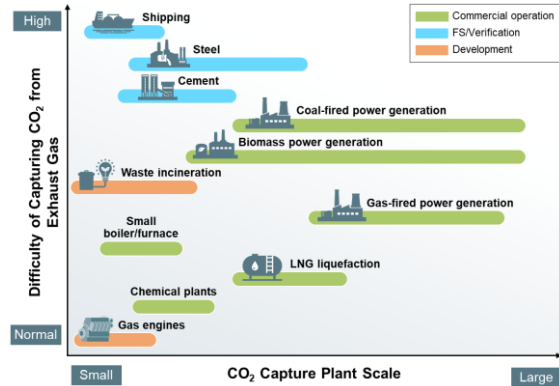 High
Shipping
Commercial operation
FS/Verification
Development
Steel
Cement
Coal-fired power generation
Biomass power generation
Waste incineration
Gas-fired power generation
Small
boiler/furnace
LNG liquefaction
Chemical plants
Gas engines
Difficulty of Capturing CO₂ from
Exhaust Gas
Normal
Small
CO₂ Capture Plant Scale
Large